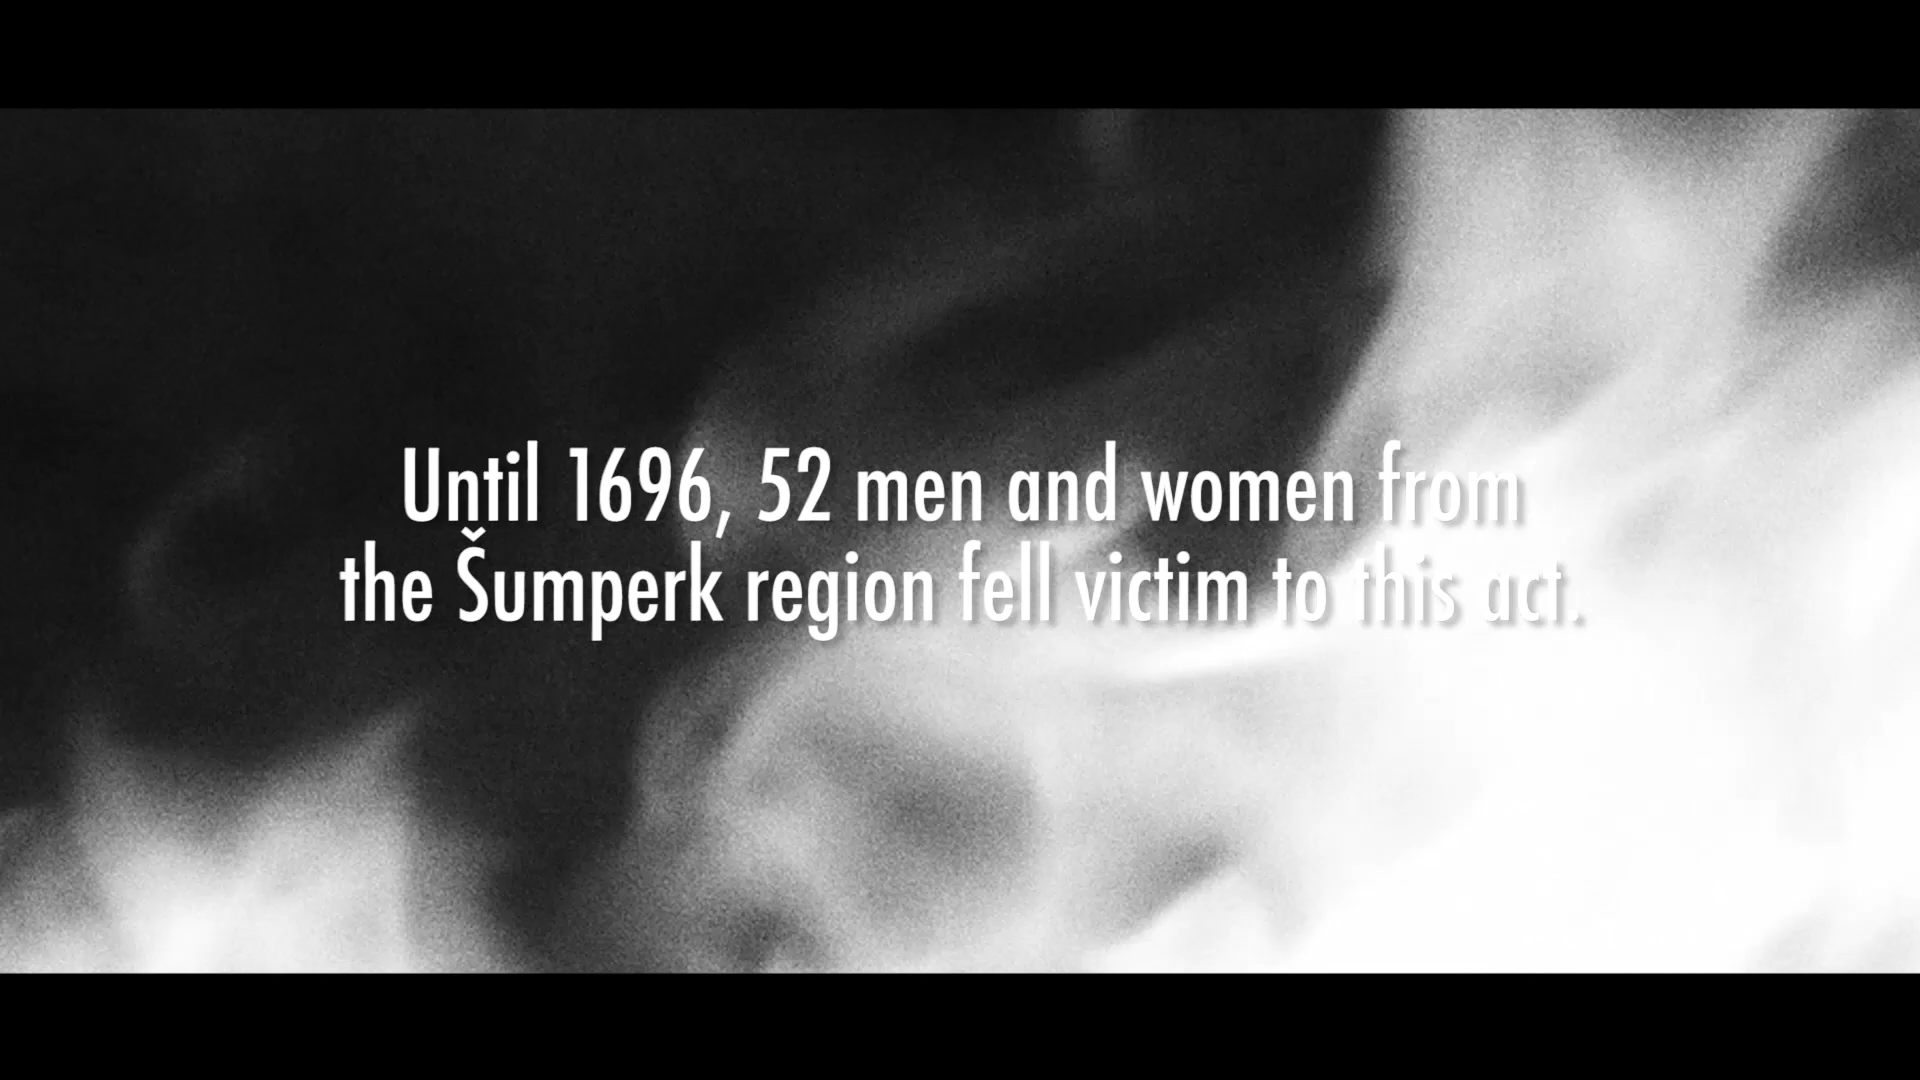 Until 1696, 52 men and women from
the Šumperk region fell victim to this act.